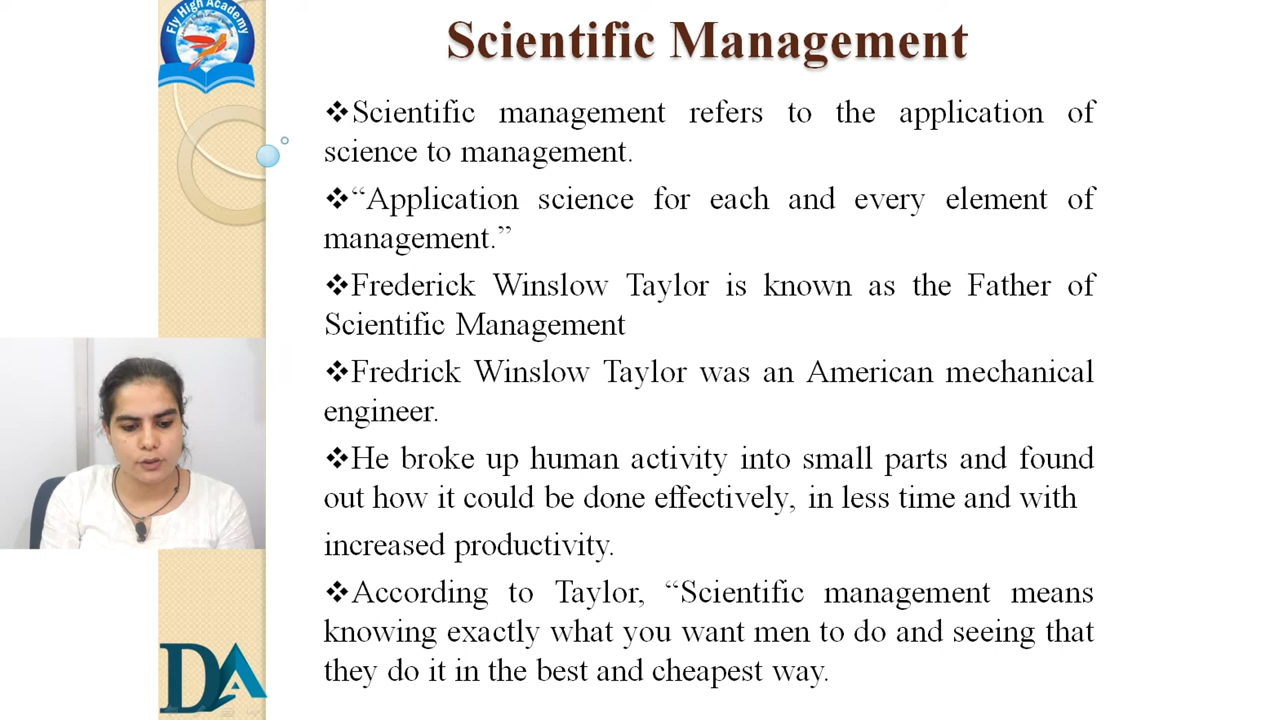 Fly High Academy
Scientific Management
❖Scientific management refers to the application of
science to management.
❖“Application science for each and every element of
management.”
❖Frederick Winslow Taylor is known as the Father of
Scientific Management
❖Fredrick Winslow Taylor was an American mechanical
engineer.
❖He broke up human activity into small parts and found
out how it could be done effectively, in less time and with
increased productivity.
❖According to Taylor, “Scientific management means
knowing exactly what you want men to do and seeing that
they do it in the best and cheapest way.
DA